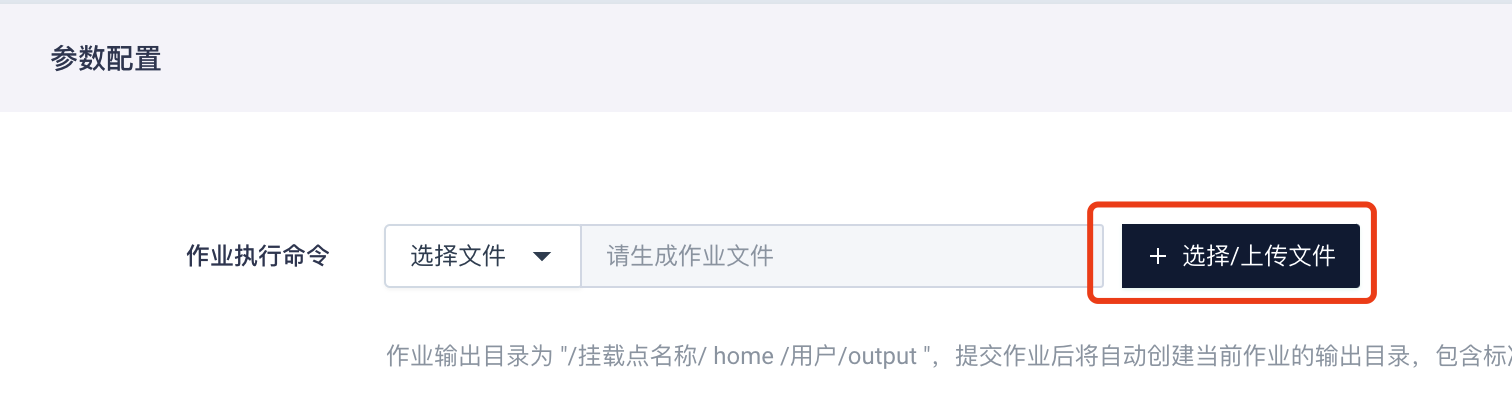 参数配置
作业执行命令 选择文件 请生成作业文件 + 选择/上传文件
作业输出目录为 "/挂载点名称/ home /用户/output "，提交作业后将自动创建当前作业的输出目录，包含标